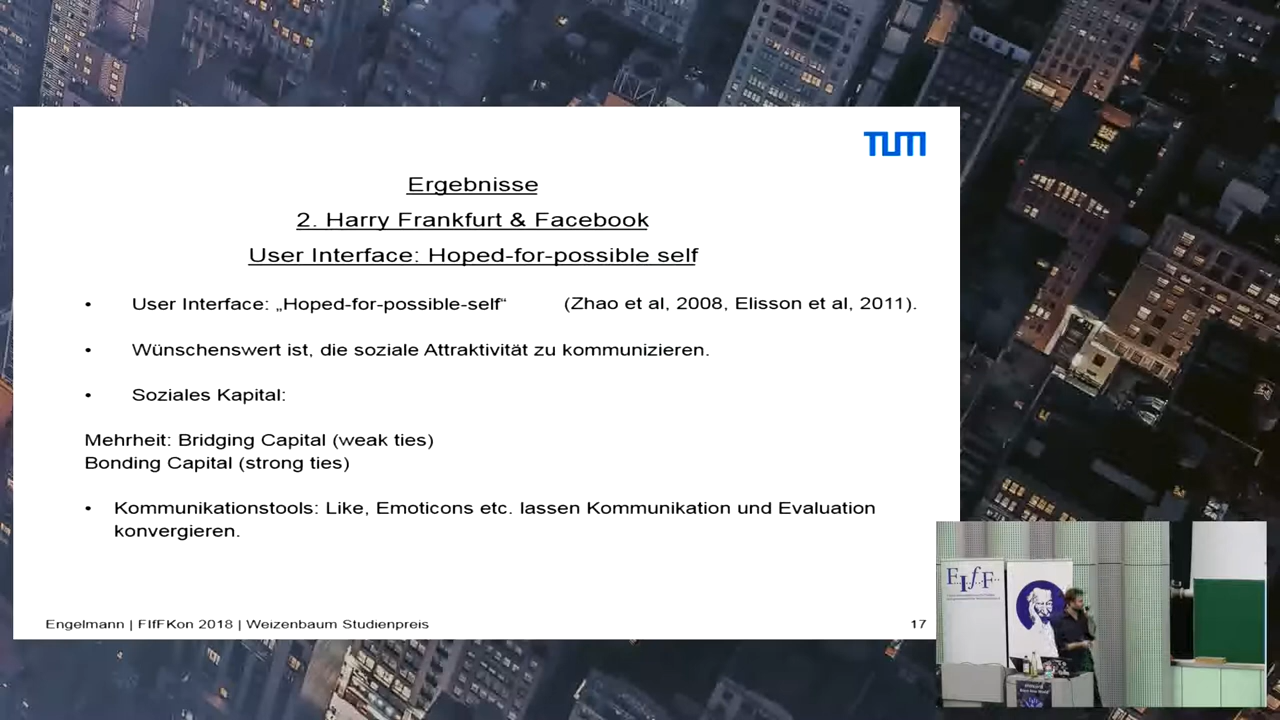 TUM
Ergebnisse
2. Harry Frankfurt & Facebook
User Interface: Hoped-for-possible self
• User Interface: „Hoped-for-possible-self“ (Zhao et al, 2008, Elisson et al, 2011).
• Wünschenswert ist, die soziale Attraktivität zu kommunizieren.
• Soziales Kapital:
Mehrheit: Bridging Capital (weak ties)
Bonding Capital (strong ties)
• Kommunikationstools: Like, Emoticons etc. lassen Kommunikation und Evaluation
konvergieren.
Engelmann | FIfFKon 2018 | Weizenbaum Studienpreis
17
F..I..f..F..